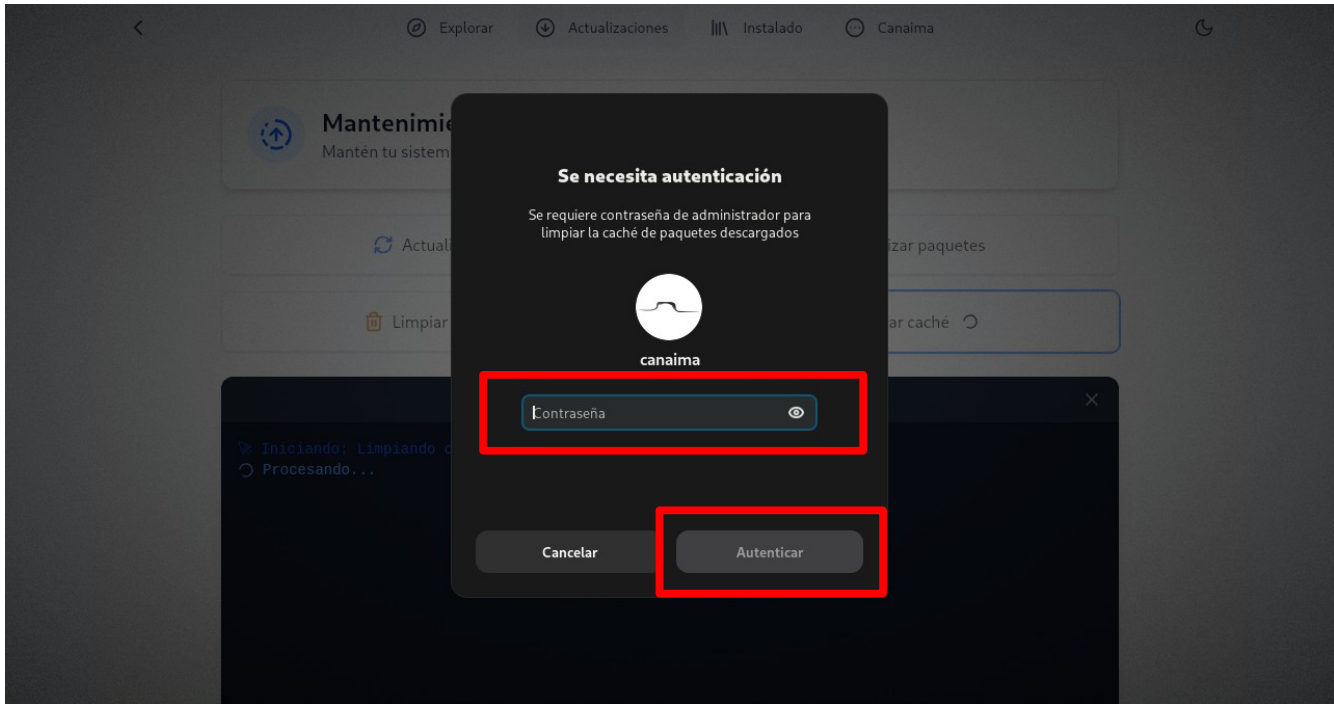 Explorar
Actualizaciones
Instalado
Canaima
Mantenimie
Mantén tu sistem
Se necesita autenticación
Se requiere contraseña de administrador para
limpiar la caché de paquetes descargados
Actuali
izar paquetes
Limpiar
ar caché
canaima
Contraseña
Iniciando: Limpiando c
Procesando...
Cancelar
Autenticar